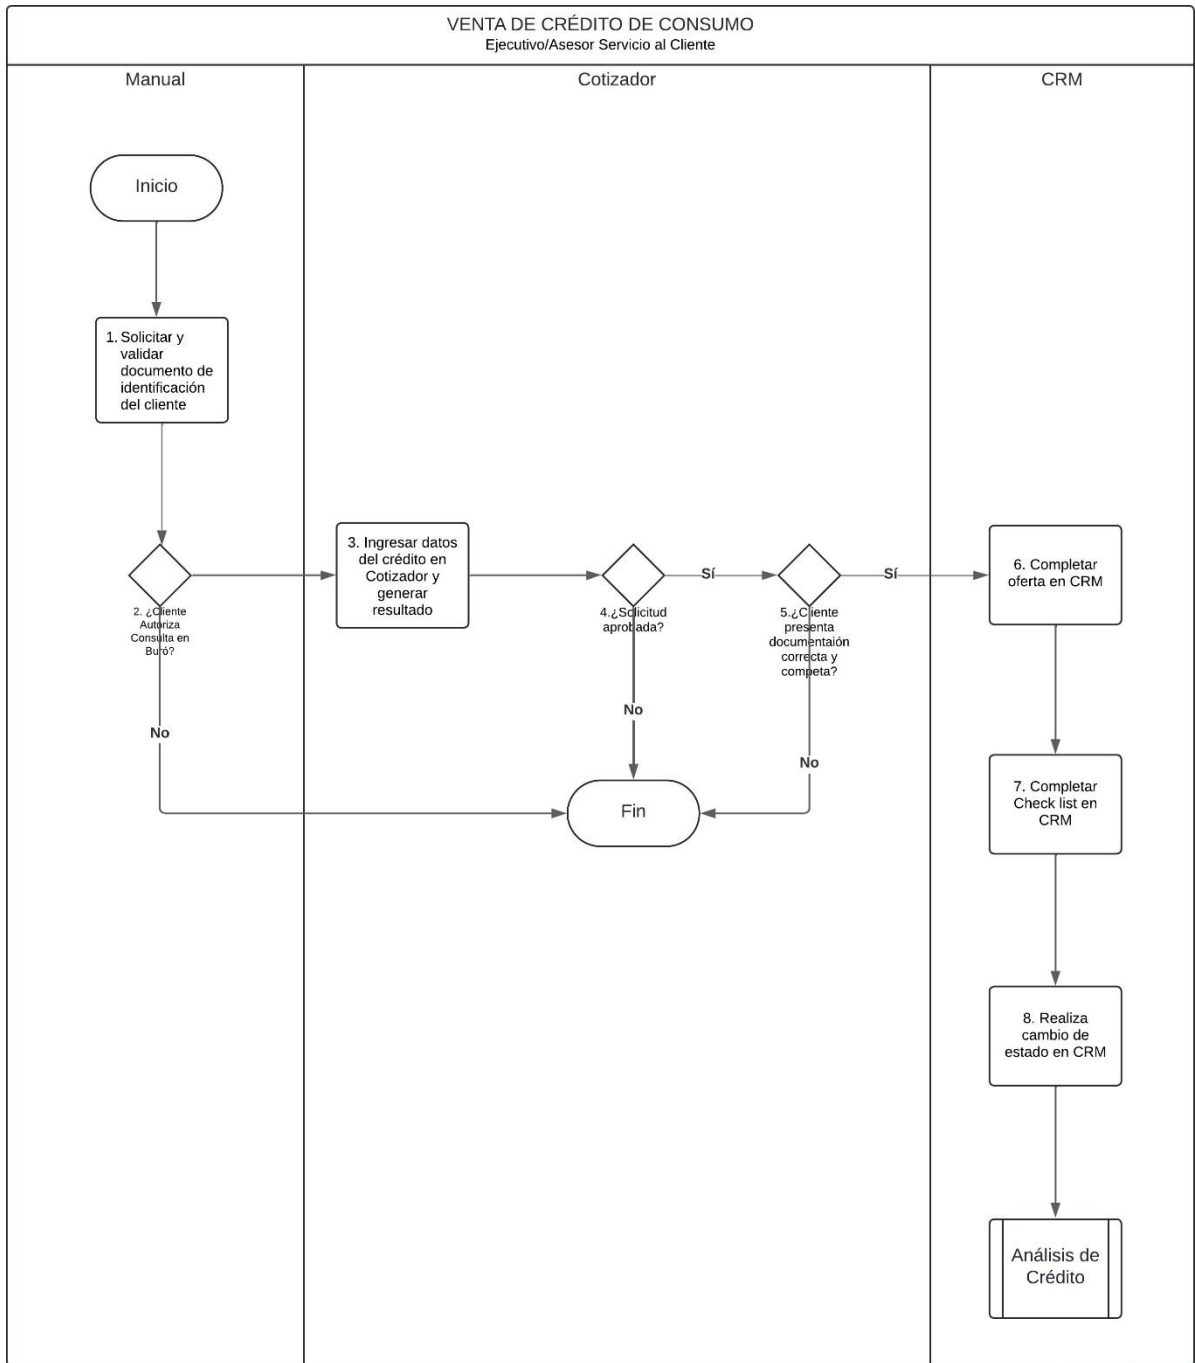 VENTA DE CRÉDITO DE CONSUMO
Ejecutivo/Asesor Servicio al Cliente
Manual
Cotizador
CRM
Inicio
1. Solicitar y
validar
documento de
identificación
del cliente
2. ¿Cliente
Autoriza
Consulta en
Buró?
No
3. Ingresar datos
del crédito en
Cotizador y
generar
resultado
4.¿Solicitud
aprobada?
Sí
No
5.¿Cliente
presenta
documentaión
correcta y
competa?
Sí
No
Fin
6. Completar
oferta en CRM
7. Completar
Check list en
CRM
8. Realiza
cambio de
estado en CRM
Análisis de
Crédito